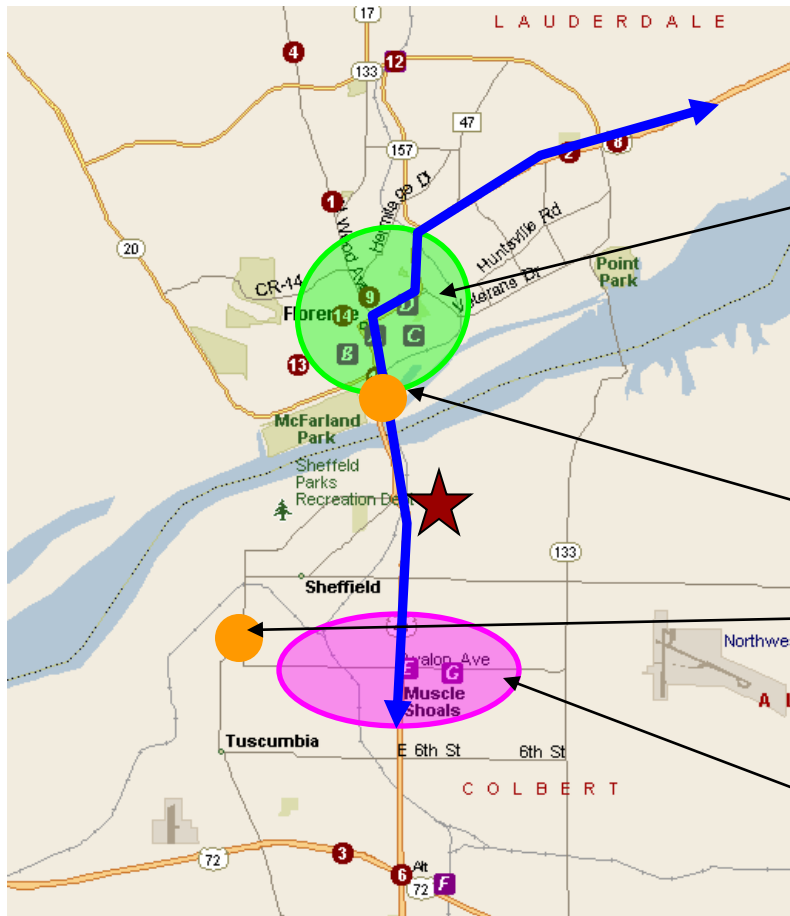 17
LAUDERDALE
4
12
133
47
157
2
8
Hermitage Dr
1
N Wood Ave
Huntsville Rd
20
CR-14
Point
Park
Veterans Dr
9
D
Florence
14
A
C
B
13
McFarland
Park
Sheffeld
Parks
Recreation Dept
133
Sheffield
Northwes
Avalon Ave
E
G
Muscle
Shoals
A L
Tuscumbia
E 6th St
6th St
COLBERT
72
3
6
Alt
72
F